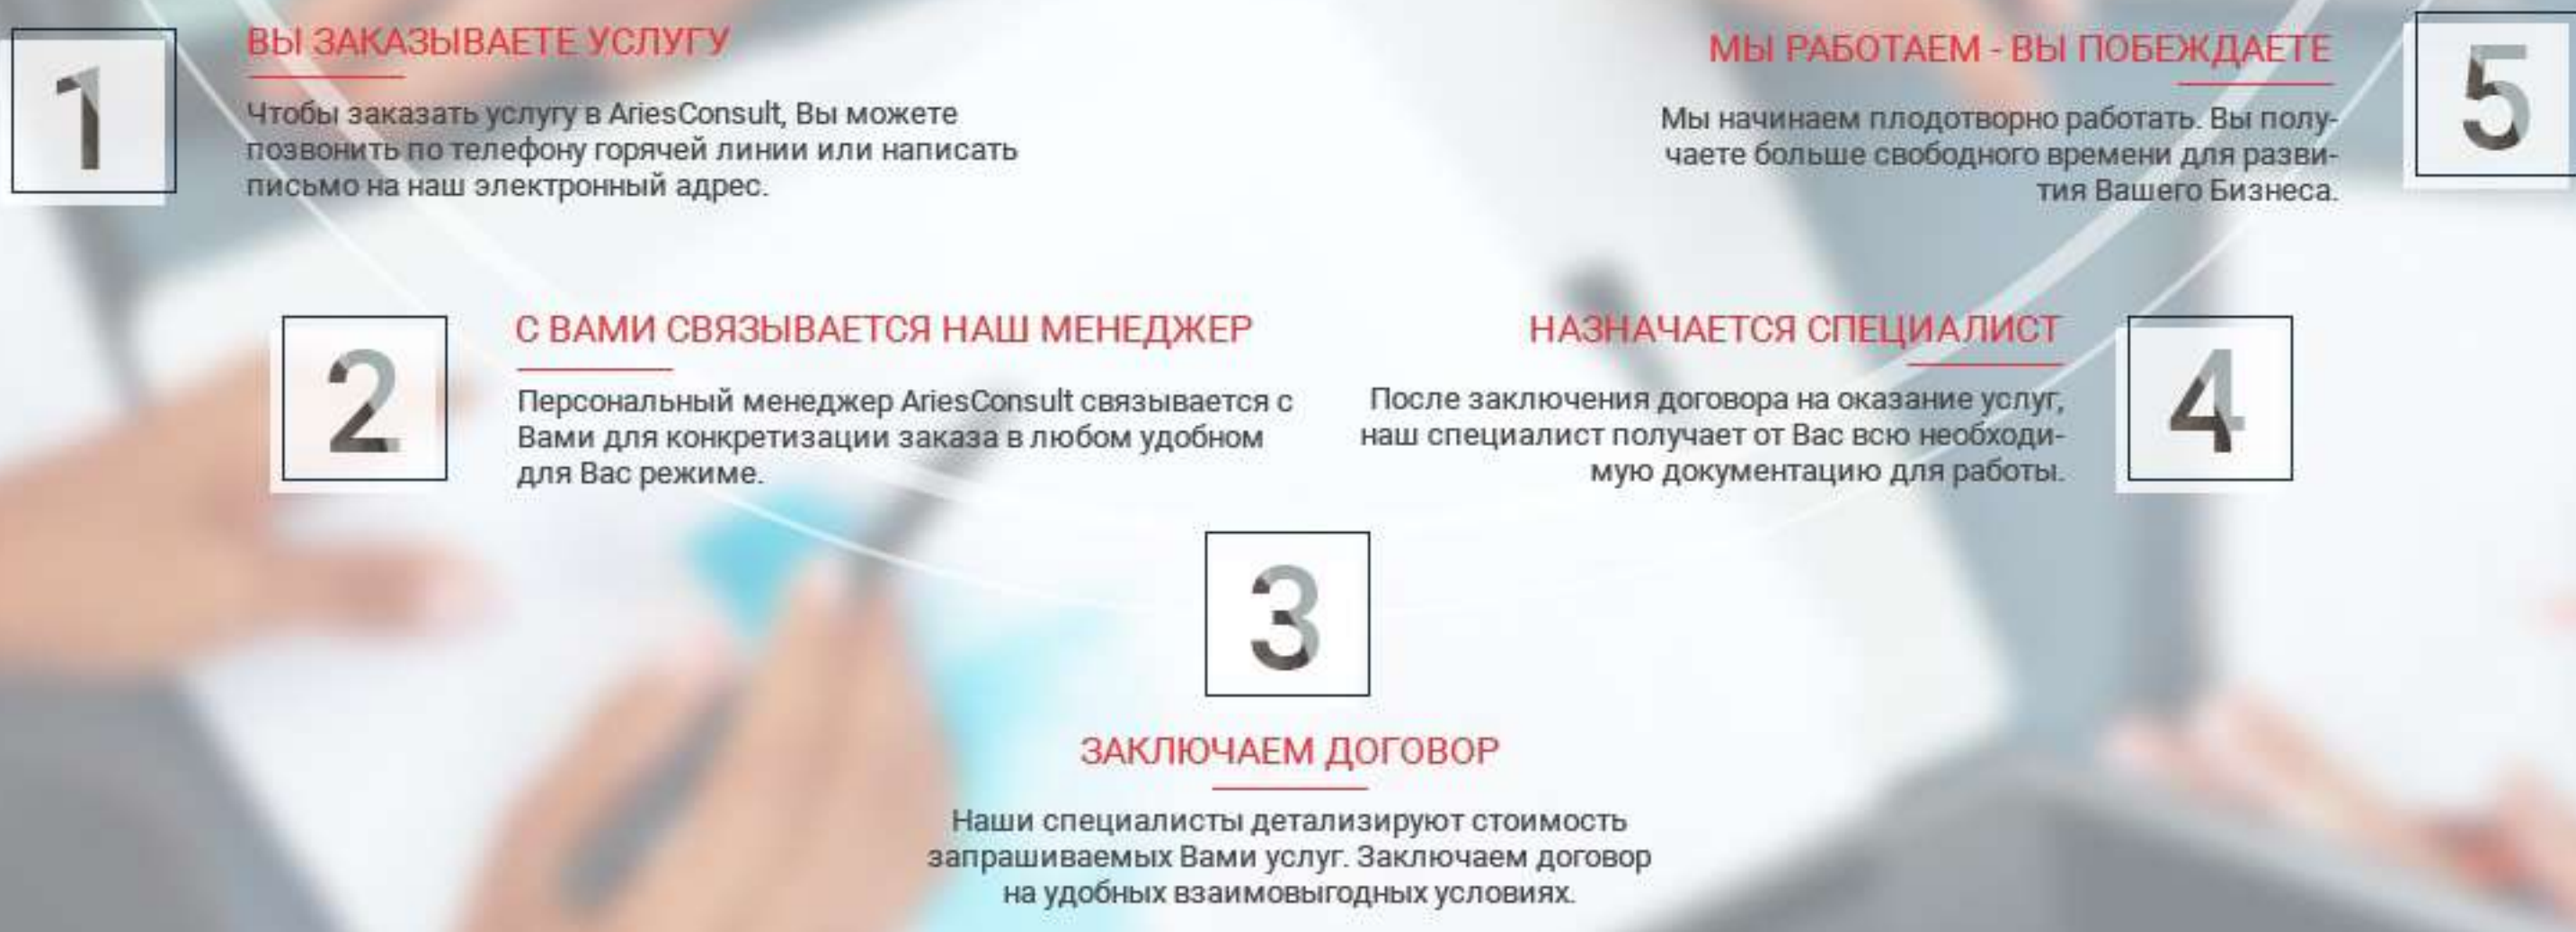 1
ВЫ ЗАКАЗЫВАЕТЕ УСЛУГУ
Чтобы заказать услугу в AriesConsult, Вы можете
позвонить по телефону горячей линии или написать
письмо на наш электронный адрес.
2
С ВАМИ СВЯЗЫВАЕТСЯ НАШ МЕНЕДЖЕР
Персональный менеджер AriesConsult связывается с
Вами для конкретизации заказа в любом удобном
для Вас режиме.
3
ЗАКЛЮЧАЕМ ДОГОВОР
Наши специалисты детализируют стоимость
запрашиваемых Вами услуг. Заключаем договор
на удобных взаимовыгодных условиях.
4
НАЗНАЧАЕТСЯ СПЕЦИАЛИСТ
После заключения договора на оказание услуг,
наш специалист получает от Вас всю необходи-
мую документацию для работы.
5
МЫ РАБОТАЕМ - ВЫ ПОБЕЖДАЕТЕ
Мы начинаем плодотворно работать. Вы полу-
чаете больше свободного времени для разви-
тия Вашего Бизнеса.